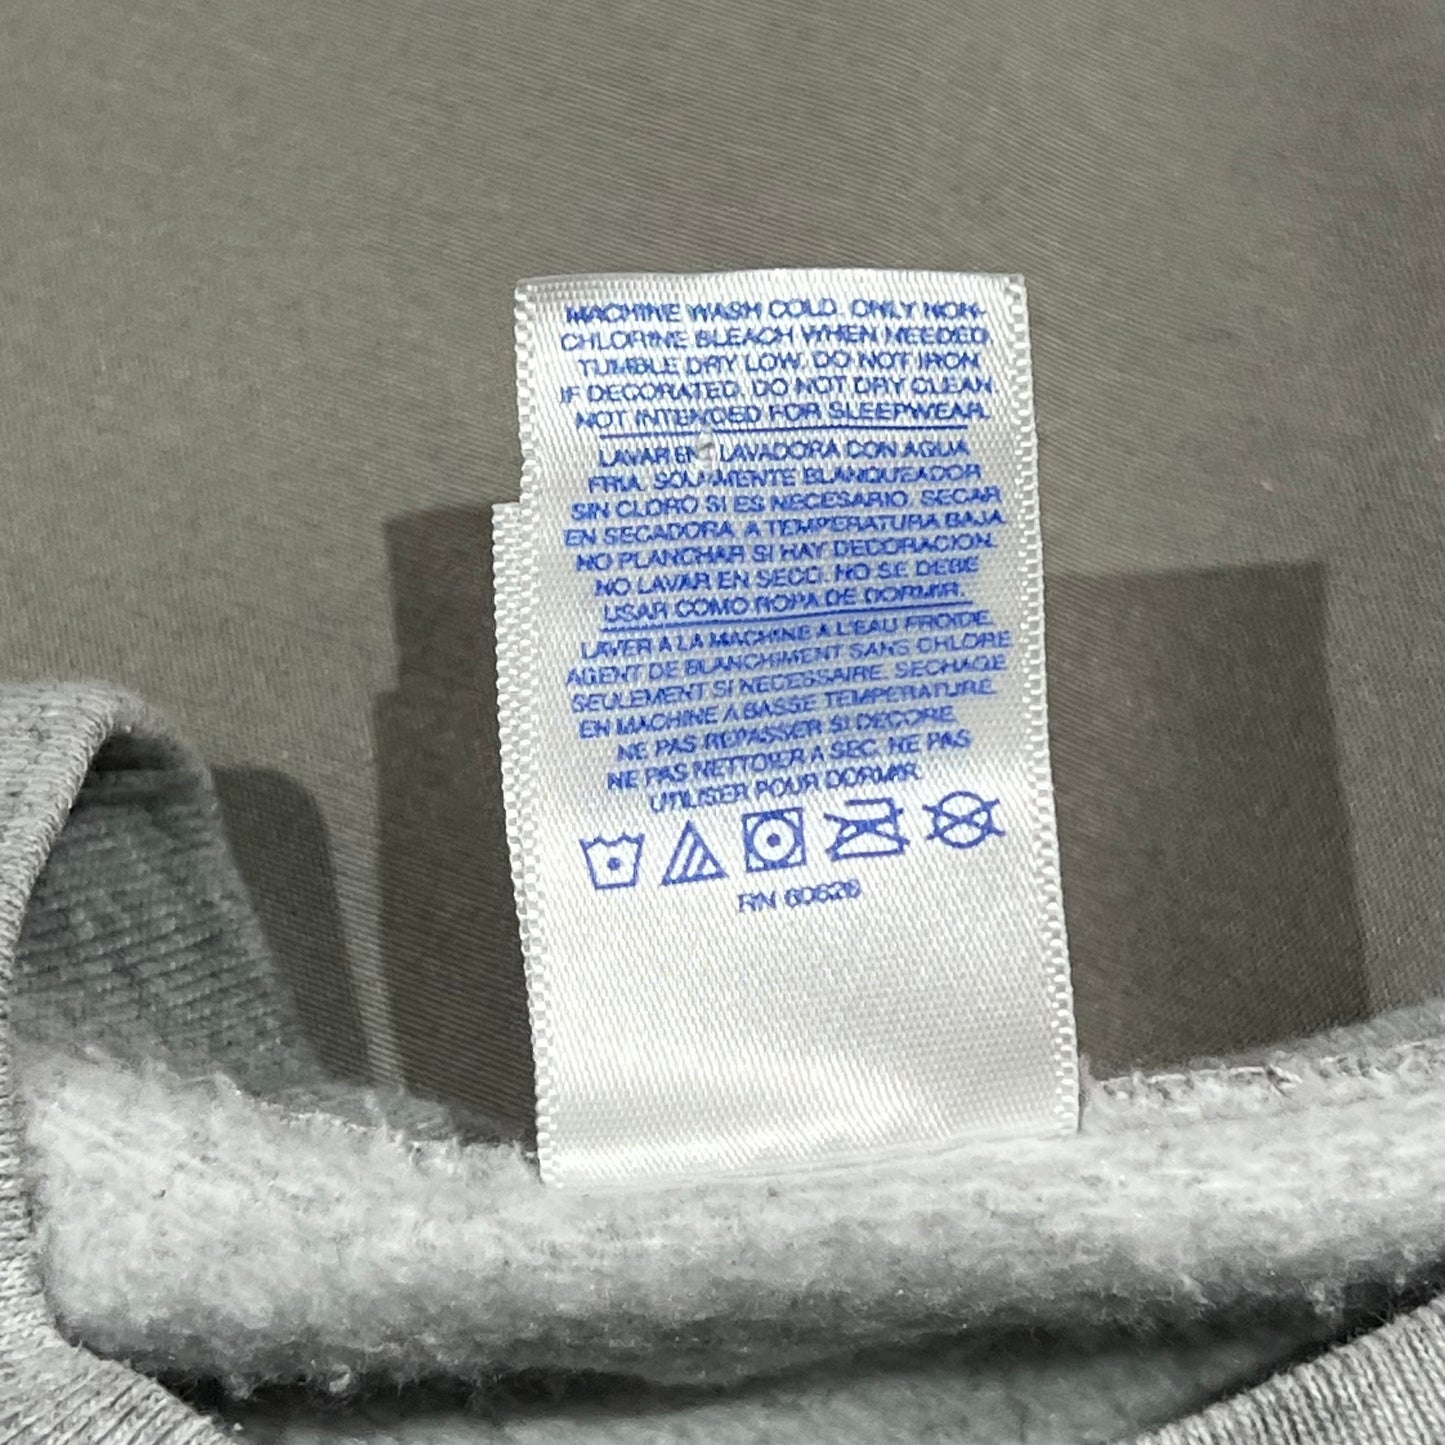 MACHINE WASH COLD. ONLY NON-
CHLORINE BLEACH WHEN NEEDED.
TUMBLE DRY LOW. DO NOT IRON
IF DECORATED. DO NOT DRY CLEAN.
NOT INTENDED FOR SLEEPWEAR.
LAVAR EN LAVADORA CON AGUA
FRIA. SOLAMENTE BLANQUEADOR
SIN CLORO SI ES NECESARIO. SECAR
EN SECADORA A TEMPERATURA BAJA.
NO PLANCHAR SI HAY DECORACION.
NO LAVAR EN SECO. NO SE DEBE
USAR COMO ROPA DE DORMIR.
LAVER A LA MACHINE A L'EAU FROIDE.
AGENT DE BLANCHIMENT SANS CHLORE
SEULEMENT SI NECESSAIRE. SECHAGE
EN MACHINE A BASSE TEMPERATURE.
NE PAS REPASSER SI DECORE.
NE PAS NETTOIER A SEC. NE PAS
UTILISER POUR DORMIR.
RN 60626